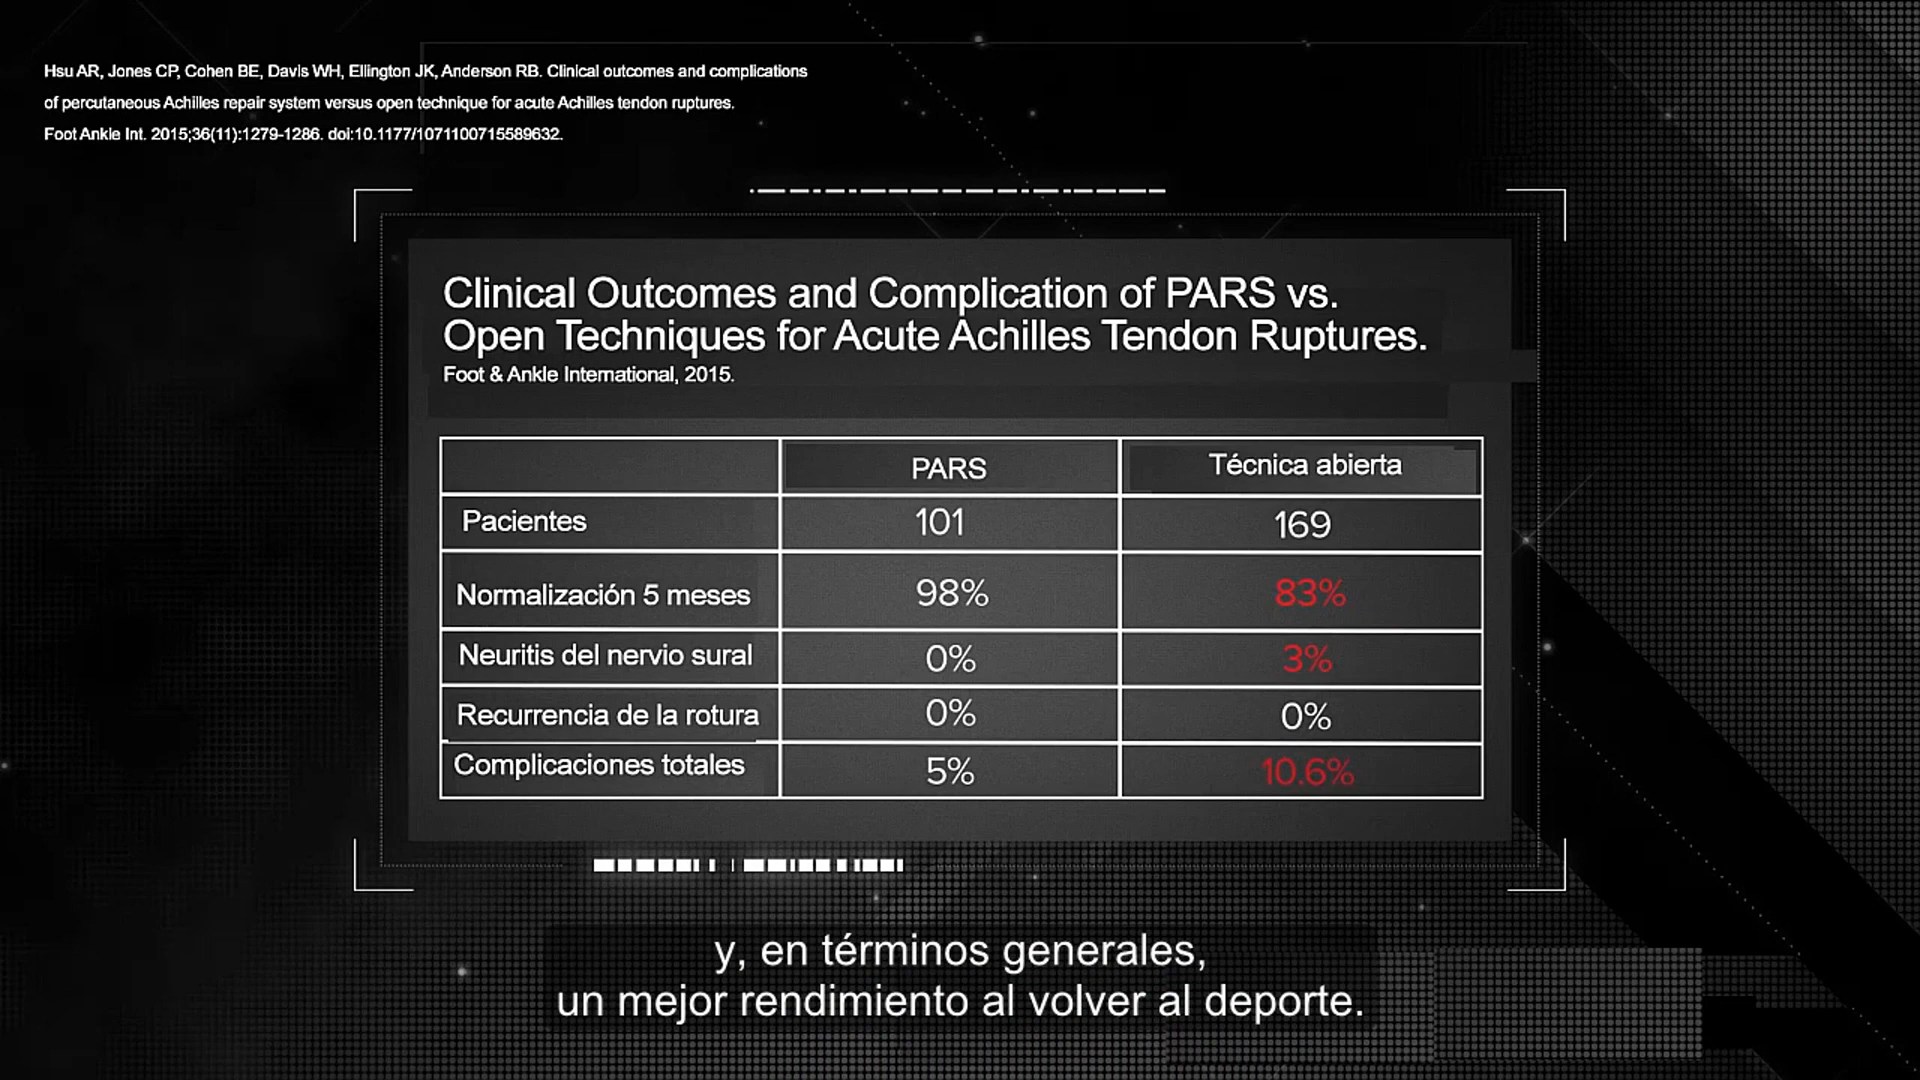 Hsu AR, Jones CP, Cohen BE, Davis WH, Ellington JK, Anderson RB. Clinical outcomes and complications
of percutaneous Achilles repair system versus open technique for acute Achilles tendon ruptures.
Foot Ankle Int. 2015;36(11):1279-1286. doi:10.1177/1071100715589632.
Clinical Outcomes and Complication of PARS vs.
Open Techniques for Acute Achilles Tendon Ruptures.
Foot & Ankle International, 2015.
PARS Técnica abierta
Pacientes 101 169
Normalización 5 meses 98% 83%
Neuritis del nervio sural 0% 3%
Recurrencia de la rotura 0% 0%
Complicaciones totales 5% 10.6%
y, en términos generales,
un mejor rendimiento al volver al deporte.